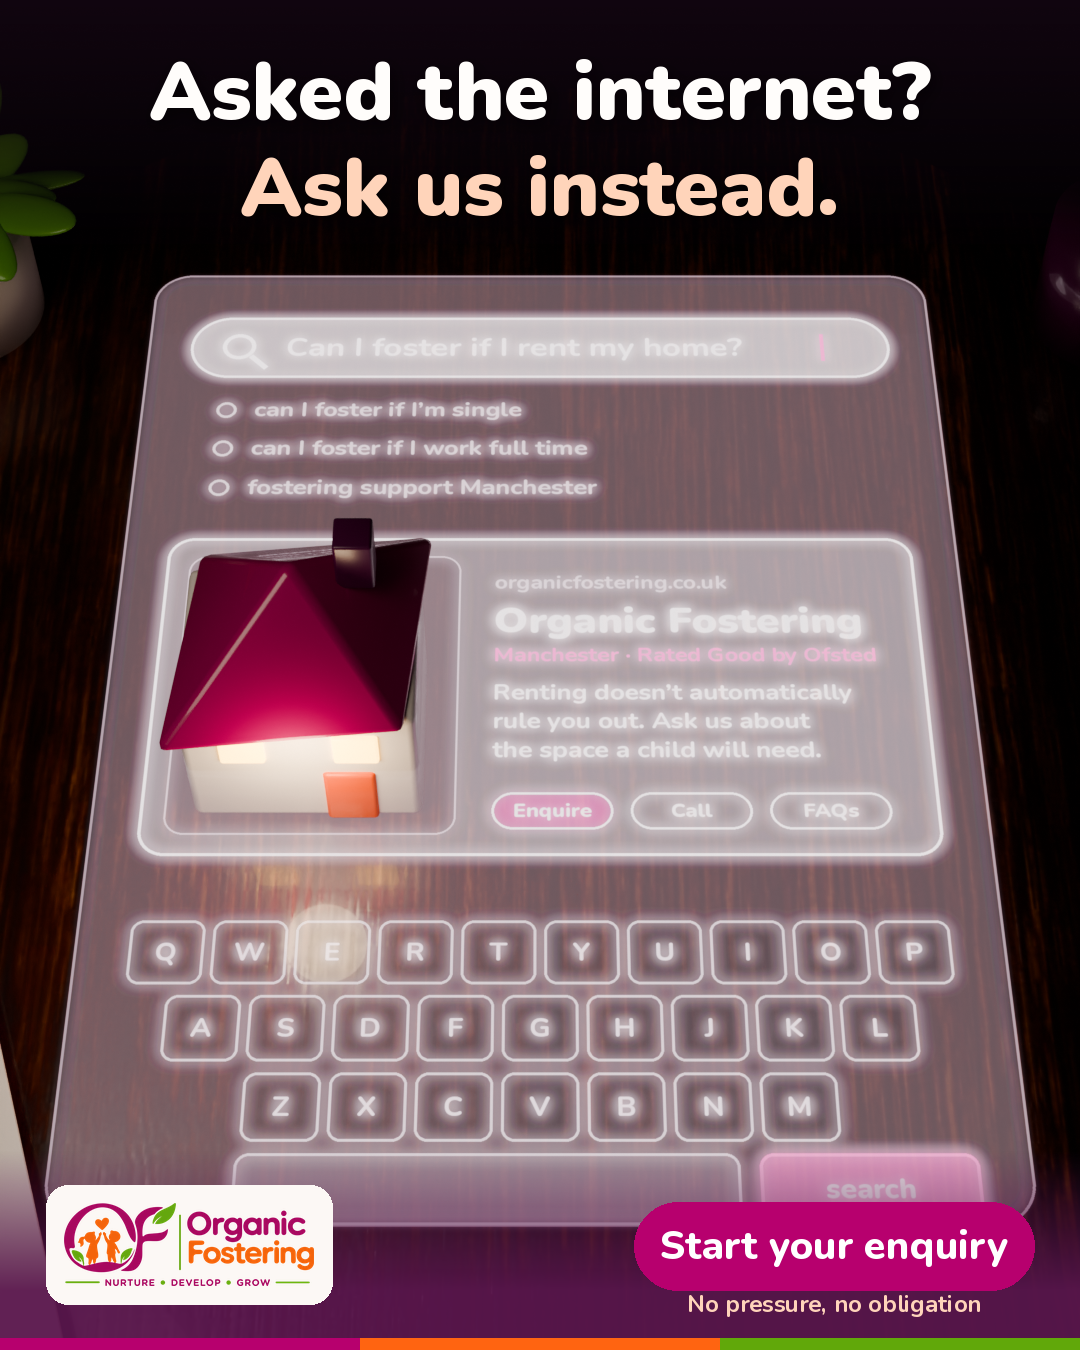 Asked the internet?
Ask us instead.
Can I foster if I rent my home?
can I foster if I'm single
can I foster if I work full time
fostering support Manchester
organicfostering.co.uk
Organic Fostering
Manchester · Rated Good by Ofsted
Renting doesn't automatically
rule you out. Ask us about
the space a child will need.
Enquire Call FAQs
Q W E R T Y U I O P
A S D F G H J K L
Z X C V B N M
search
OF Organic
Fostering
NURTURE • DEVELOP • GROW
Start your enquiry
No pressure, no obligation